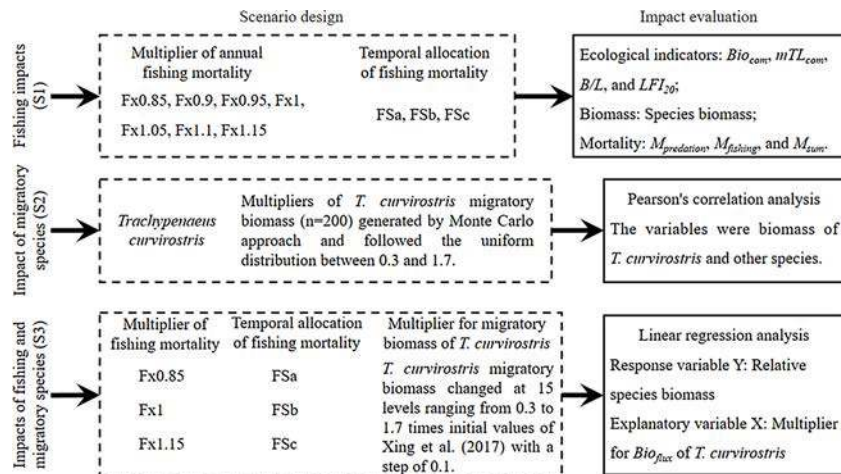 Scenario design
Impact evaluation
Fishing impacts
(S1)
Multiplier of annual
fishing mortality
Fx0.85, Fx0.9, Fx0.95, Fx1,
Fx1.05, Fx1.1, Fx1.15
Temporal allocation
of fishing mortality
FSa, FSb, FSc
Ecological indicators: Bio_com, mTL_com,
B/L, and LFI_20;
Biomass: Species biomass;
Mortality: M_predation, M_fishing, and M_sum.
Impact of migratory
species (S2)
Trachypenaeus
curvirostris
Multipliers of T. curvirostris migratory
biomass (n=200) generated by Monte Carlo
approach and followed the uniform
distribution between 0.3 and 1.7.
Pearson's correlation analysis
The variables were biomass of
T. curvirostris and other species.
Impacts of fishing and
migratory species (S3)
Multiplier of
fishing mortality
Fx0.85
Fx1
Fx1.15
Temporal allocation
of fishing mortality
FSa
FSb
FSc
Multiplier for migratory
biomass of T. curvirostris
T. curvirostris migratory
biomass changed at 15
levels ranging from 0.3 to
1.7 times initial values of
Xing et al. (2017) with a
step of 0.1.
Linear regression analysis
Response variable Y: Relative
species biomass
Explanatory variable X: Multiplier
for Bio_flux of T. curvirostris